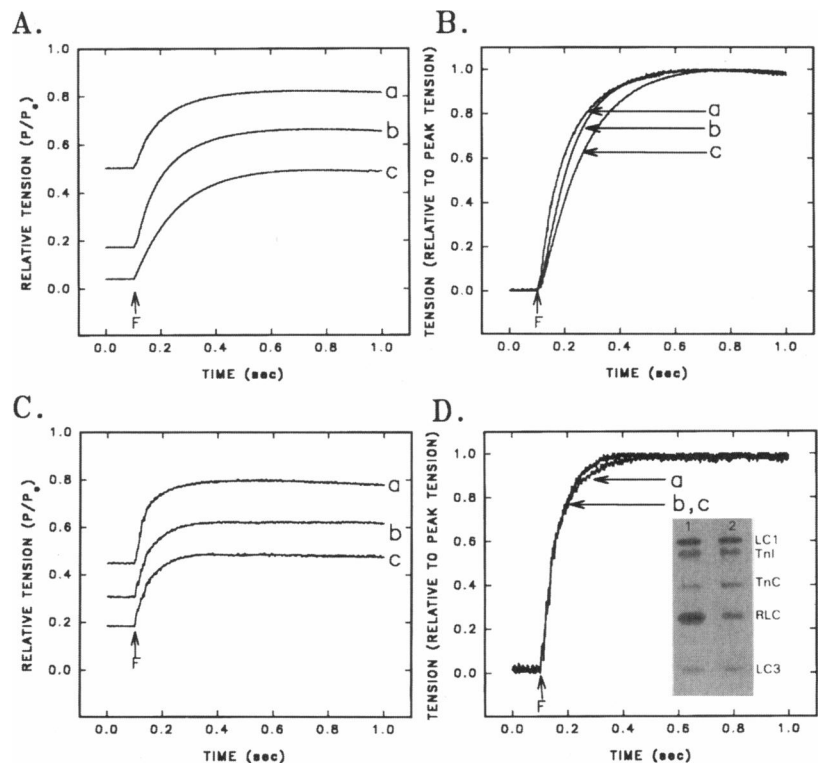 A.
RELATIVE TENSION (P/Po)
1.0
0.8
0.6
0.4
0.2
0.0
a
b
c
F
0.0 0.2 0.4 0.6 0.8 1.0
TIME (sec)
B.
TENSION (RELATIVE TO PEAK TENSION)
1.0
0.8
0.6
0.4
0.2
0.0
a
b
c
F
0.0 0.2 0.4 0.6 0.8 1.0
TIME (sec)
C.
RELATIVE TENSION (P/Po)
1.0
0.8
0.6
0.4
0.2
0.0
a
b
c
F
0.0 0.2 0.4 0.6 0.8 1.0
TIME (sec)
D.
TENSION (RELATIVE TO PEAK TENSION)
1.0
0.8
0.6
0.4
0.2
0.0
a
b,c
1 2
LC1
TnI
TnC
RLC
LC3
F
0.0 0.2 0.4 0.6 0.8 1.0
TIME (sec)